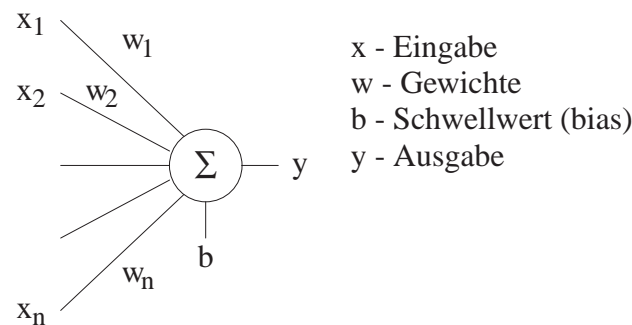 x₁
w₁
x₂
w₂
Σ
y
b
wₙ
xₙ
x - Eingabe
w - Gewichte
b - Schwellwert (bias)
y - Ausgabe